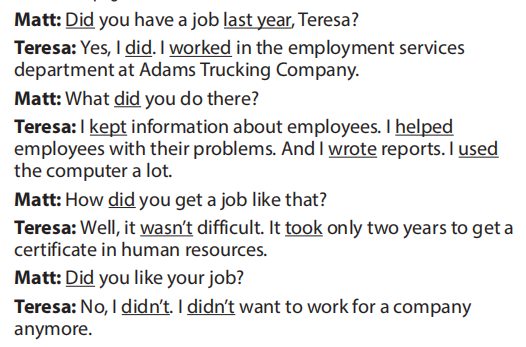 Matt: Did you have a job last year, Teresa?
Teresa: Yes, I did. I worked in the employment services
department at Adams Trucking Company.
Matt: What did you do there?
Teresa: I kept information about employees. I helped
employees with their problems. And I wrote reports. I used
the computer a lot.
Matt: How did you get a job like that?
Teresa: Well, it wasn't difficult. It took only two years to get a
certificate in human resources.
Matt: Did you like your job?
Teresa: No, I didn't. I didn't want to work for a company
anymore.